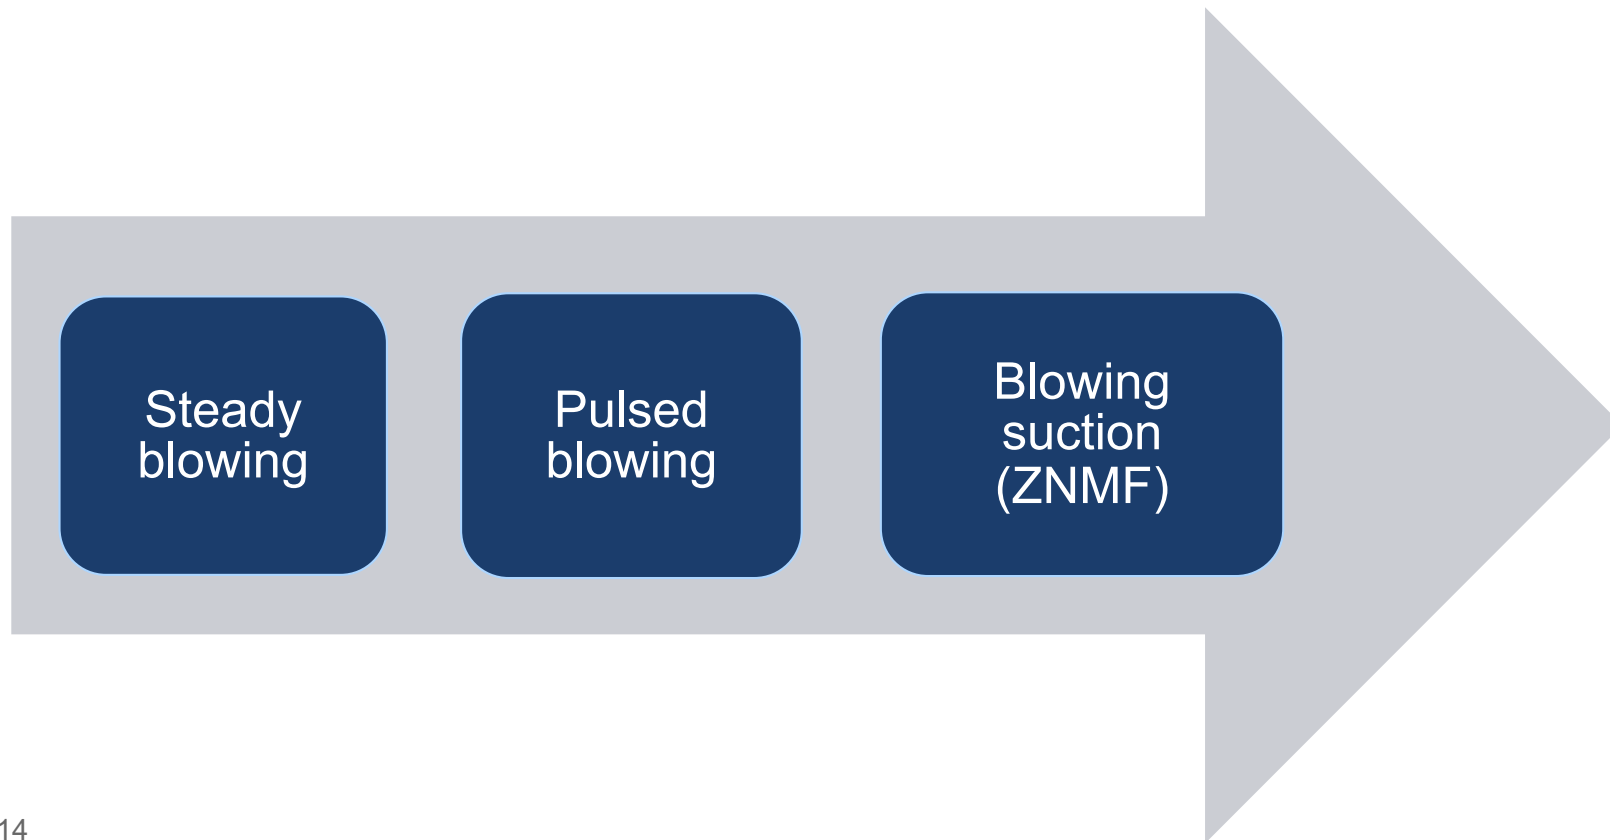 Steady
blowing
Pulsed
blowing
Blowing
suction
(ZNMF)
14